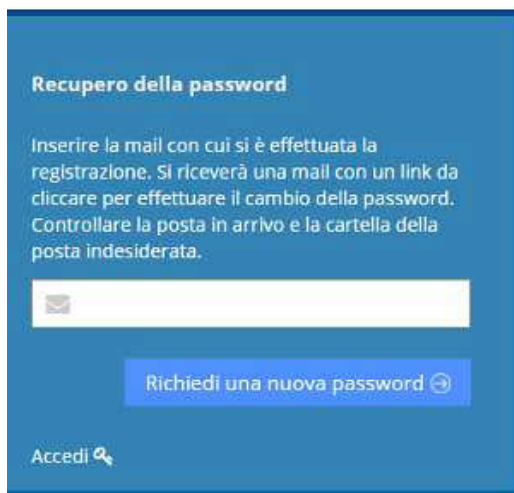 Recupero della password
Inserire la mail con cui si è effettuata la
registrazione. Si riceverà una mail con un link da
cliccare per effettuare il cambio della password.
Controllare la posta in arrivo e la cartella della
posta indesiderata.
Richiedi una nuova password
Accedi